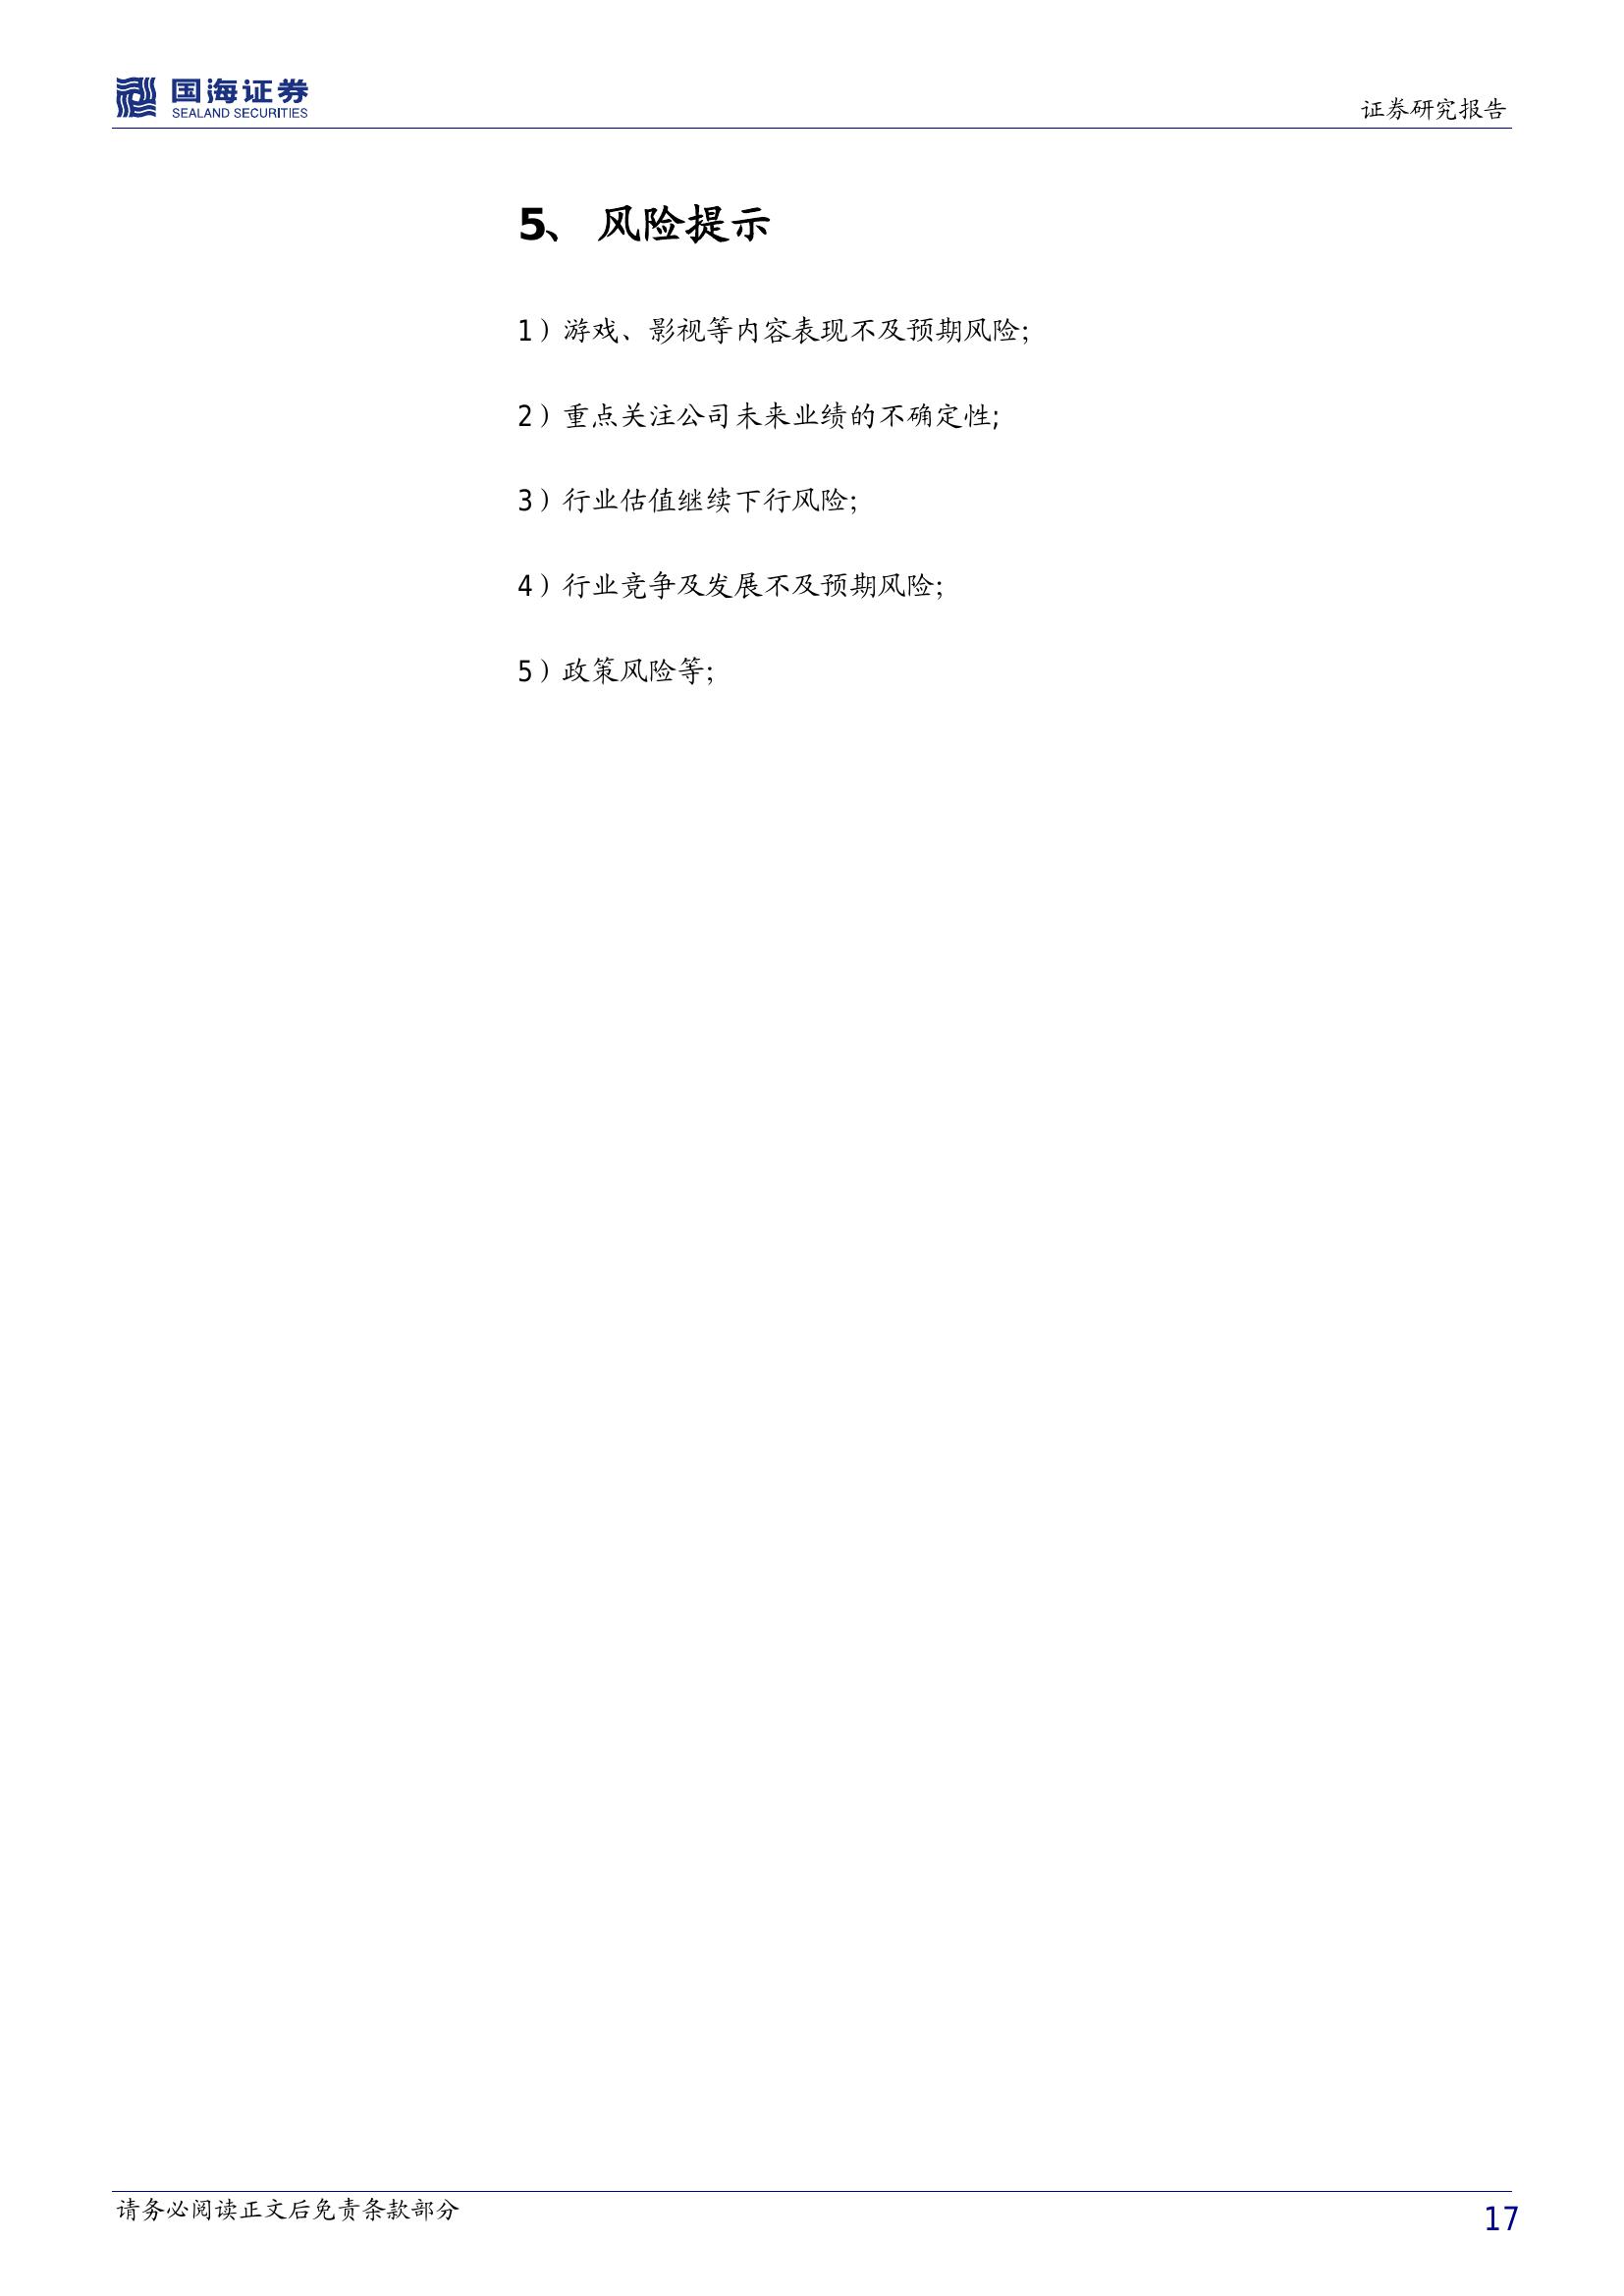 国海证券
SEALAND SECURITIES
证券研究报告
5、 风险提示
1）游戏、影视等内容表现不及预期风险；
2）重点关注公司未来业绩的不确定性；
3）行业估值继续下行风险；
4）行业竞争及发展不及预期风险；
5）政策风险等；
请务必阅读正文后免责条款部分
17